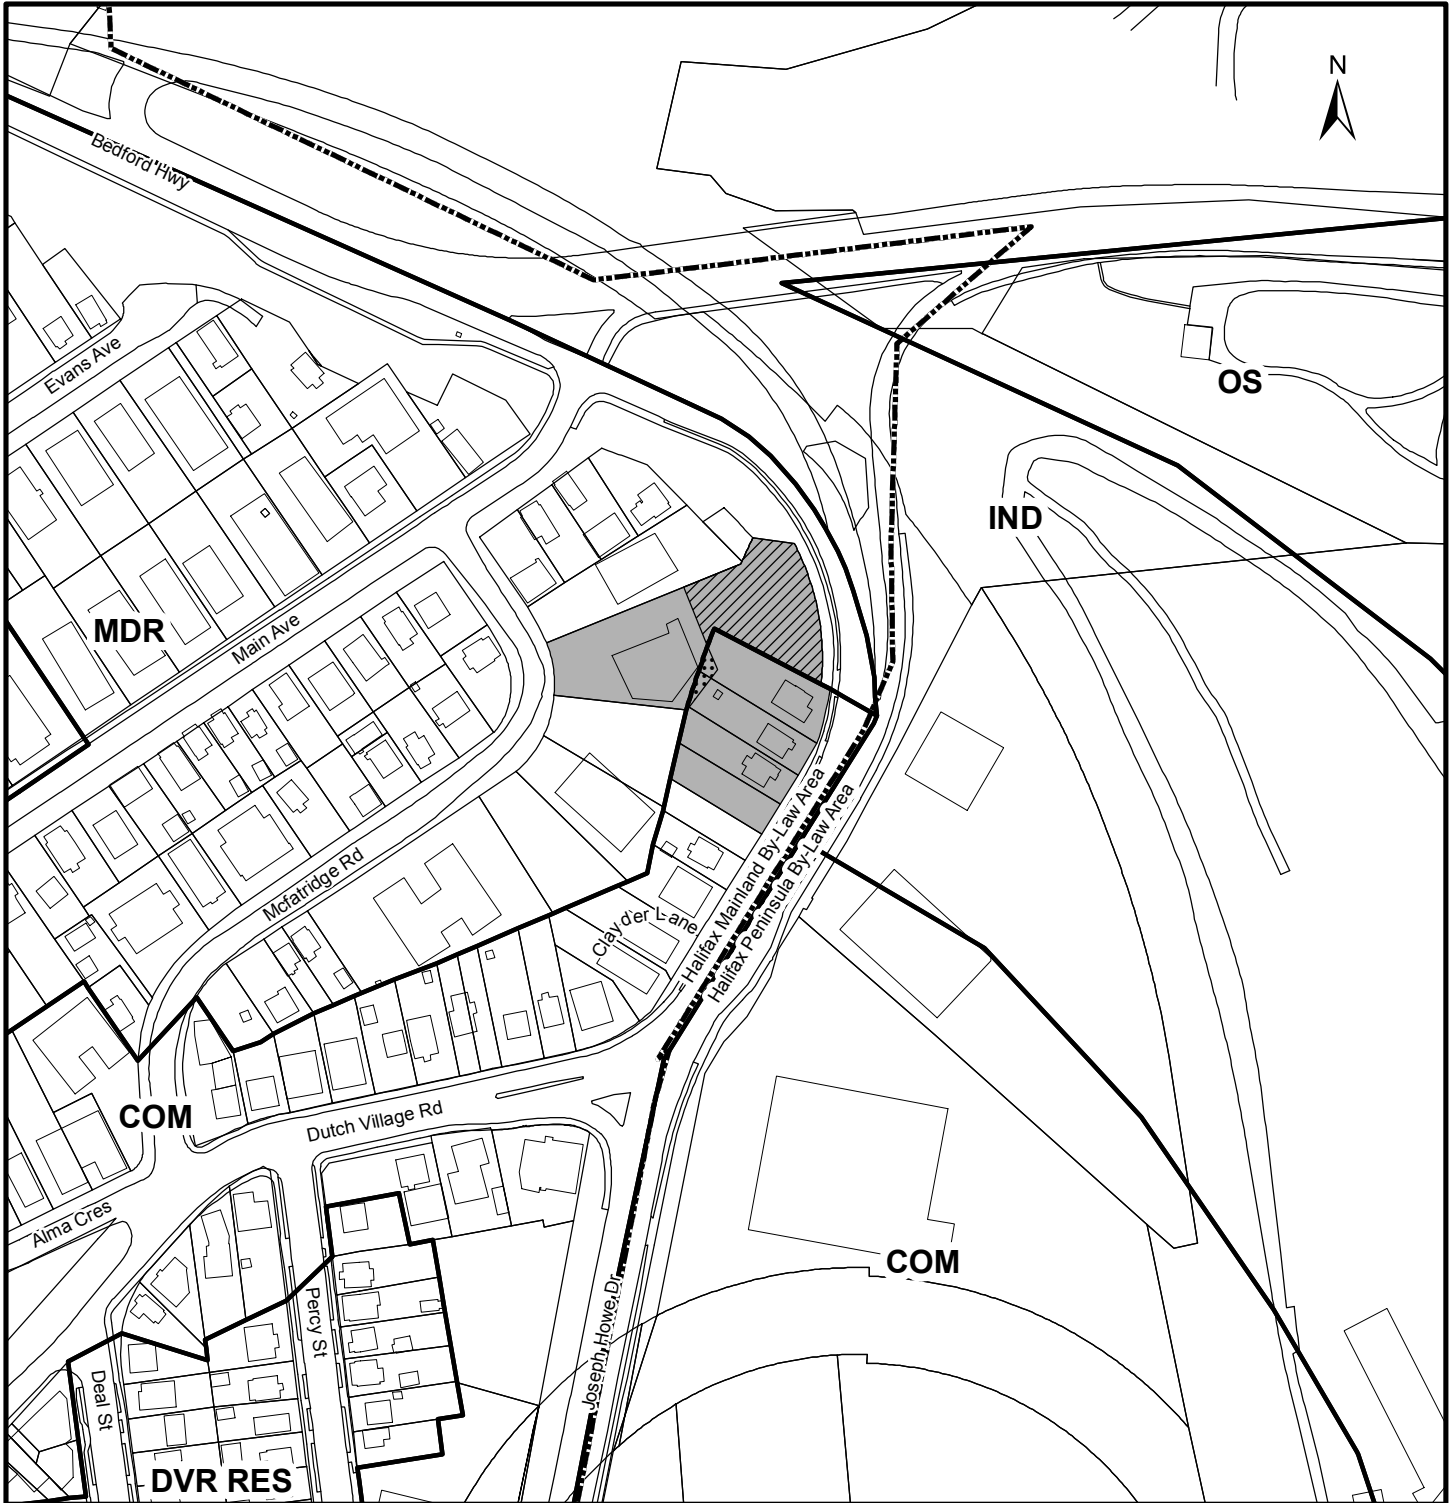 N
Bedford Hwy
Evans Ave
OS
IND
MDR
Main Ave
Halifax Mainland By-Law Area
Halifax Peninsula By-Law Area
Mcfatridge Rd
Clayd'er Lane
COM
Dutch Village Rd
Alma Cres
COM
Percy St
Joseph Howe Dr
Deal St
DVR RES